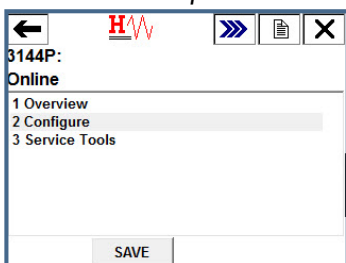 H
3144P:
Online
1 Overview
2 Configure
3 Service Tools
SAVE